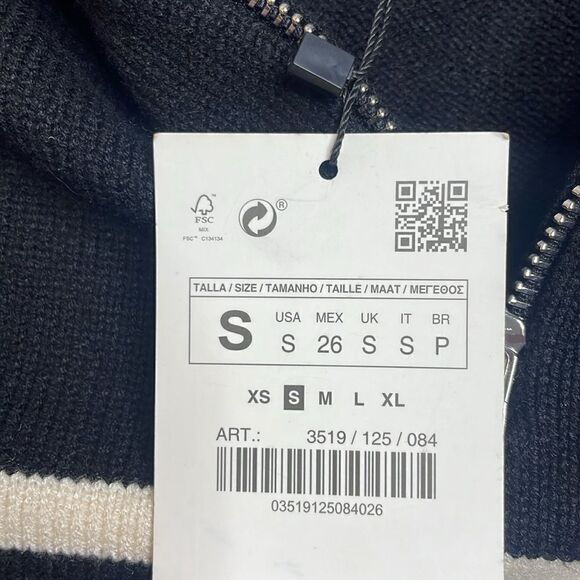 FSC
MIX
FSC™ C134134
®
TALLA / SIZE / TAMANHO / TAILLE / MAAT / ΜΕΓΕΘΟΣ
S
USA MEX UK IT BR
S 26 S S P
XS S M L XL
ART.: 3519 / 125 / 084
03519125084026